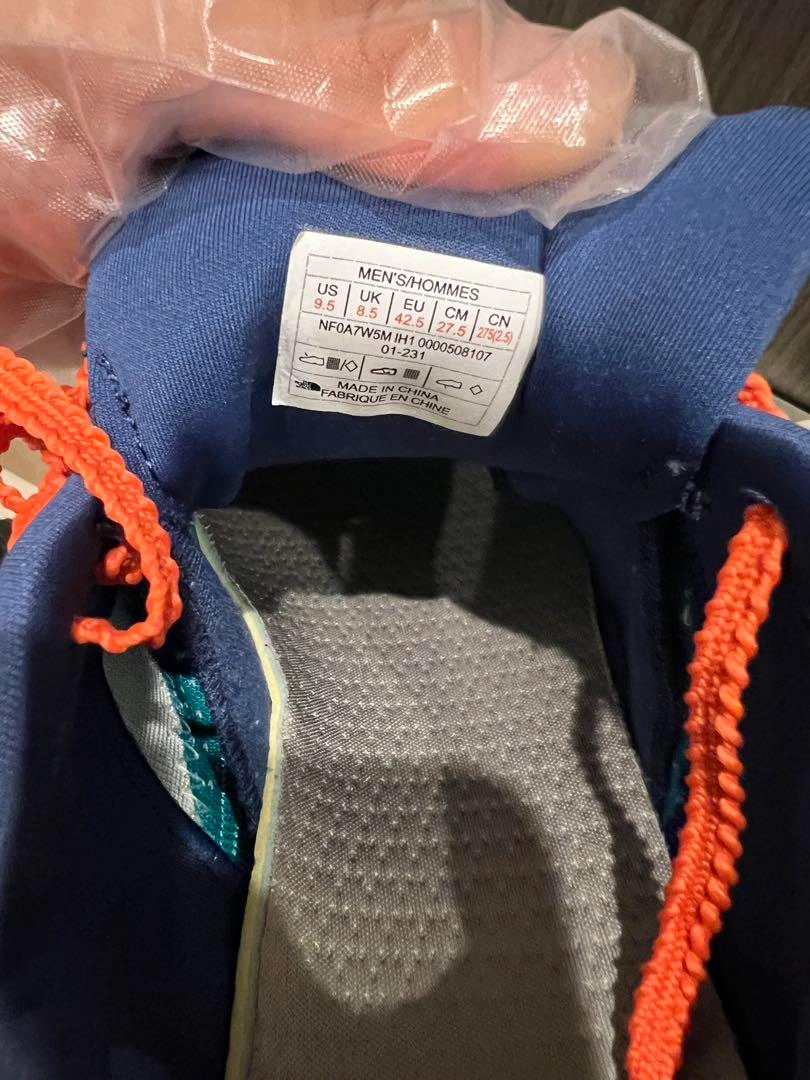 MEN'S/HOMMES
US UK EU CM CN
9.5 8.5 42.5 27.5 275(2.5)
NF0A7W5M IH1 0000508107
01-231
MADE IN CHINA
FABRIQUE EN CHINE